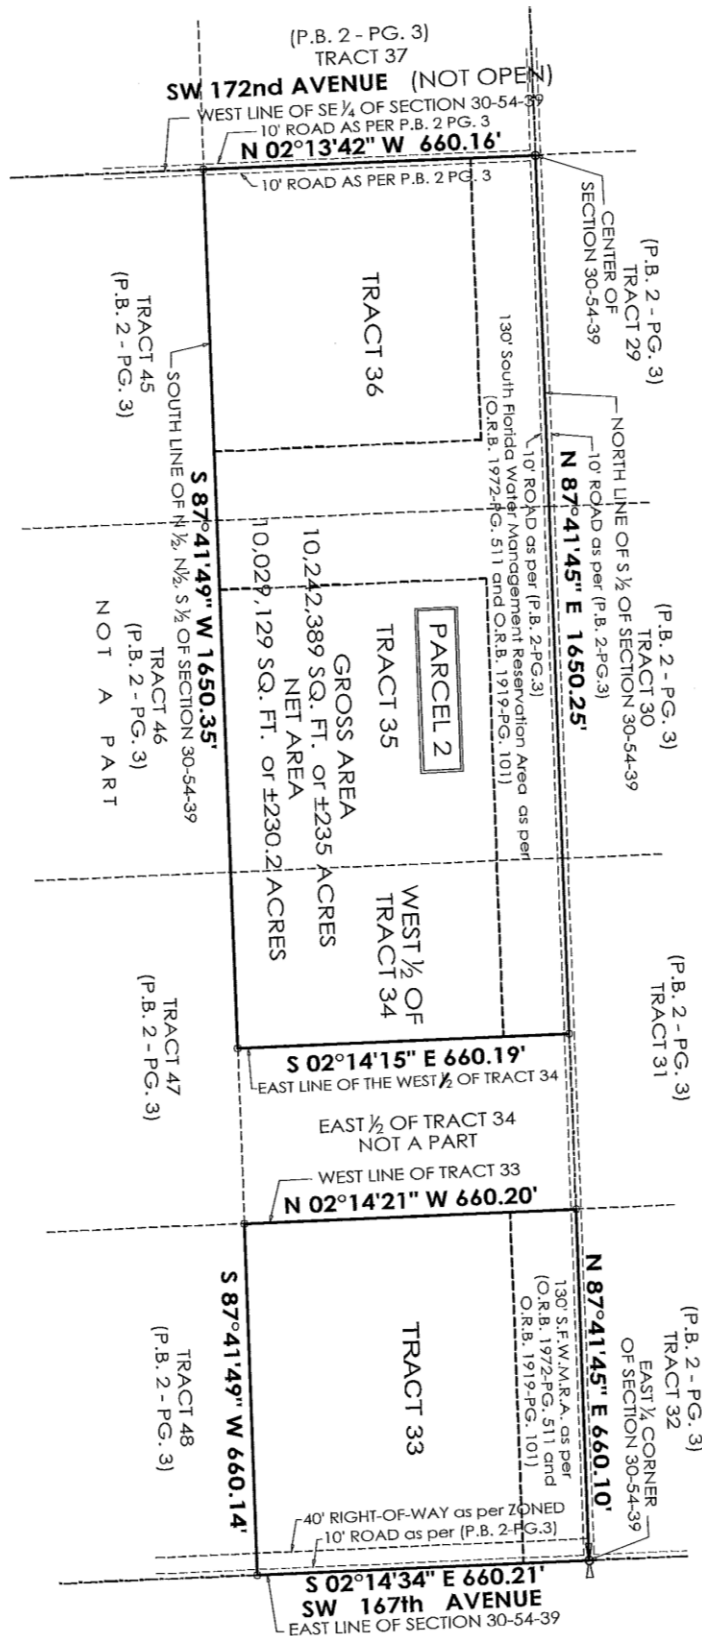 (P.B. 2 - PG. 3)
TRACT 37
SW 172nd AVENUE (NOT OPEN)
WEST LINE OF SE ¼ OF SECTION 30-54-39
10' ROAD AS PER P.B. 2 PG. 3
N 02°13'42" W 660.16'
10' ROAD AS PER P.B. 2 PG. 3
CENTER OF
SECTION 30-54-39
(P.B. 2 - PG. 3)
TRACT 29
TRACT 36
TRACT 45
(P.B. 2 - PG. 3)
SOUTH LINE OF N ½, N½, S ½ OF SECTION 30-54-39
S 87°41'49" W 1650.35'
130' South Florida Water Management Reservation Area as per
(O.R.B. 1972-PG. 511 and O.R.B. 1919-PG. 101)
10' ROAD as per (P.B. 2-PG.3)
N 87°41'45" E 1650.25'
10' ROAD as per (P.B. 2-PG.3)
NORTH LINE OF S ½ OF SECTION 30-54-39
(P.B. 2 - PG. 3)
TRACT 30
PARCEL 2
TRACT 35
GROSS AREA
10,242,389 SQ. FT. or ±235 ACRES
NET AREA
10,029,129 SQ. FT. or ±230.2 ACRES
TRACT 46
(P.B. 2 - PG. 3)
NOT A PART
WEST ½ OF
TRACT 34
(P.B. 2 - PG. 3)
TRACT 31
TRACT 47
(P.B. 2 - PG. 3)
S 02°14'15" E 660.19'
EAST LINE OF THE WEST ½ OF TRACT 34
EAST ½ OF TRACT 34
NOT A PART
WEST LINE OF TRACT 33
N 02°14'21" W 660.20'
N 87°41'45" E 660.10'
130' S.F.W.M.R.A. as per
(O.R.B. 1972-PG. 511 and
O.R.B. 1919-PG. 101)
(P.B. 2 - PG. 3)
TRACT 32
EAST ¼ CORNER
OF SECTION 30-54-39
TRACT 33
S 87°41'49" W 660.14'
TRACT 48
(P.B. 2 - PG. 3)
40' RIGHT-OF-WAY as per ZONED
10' ROAD as per (P.B. 2-PG.3)
S 02°14'34" E 660.21'
SW 167th AVENUE
EAST LINE OF SECTION 30-54-39